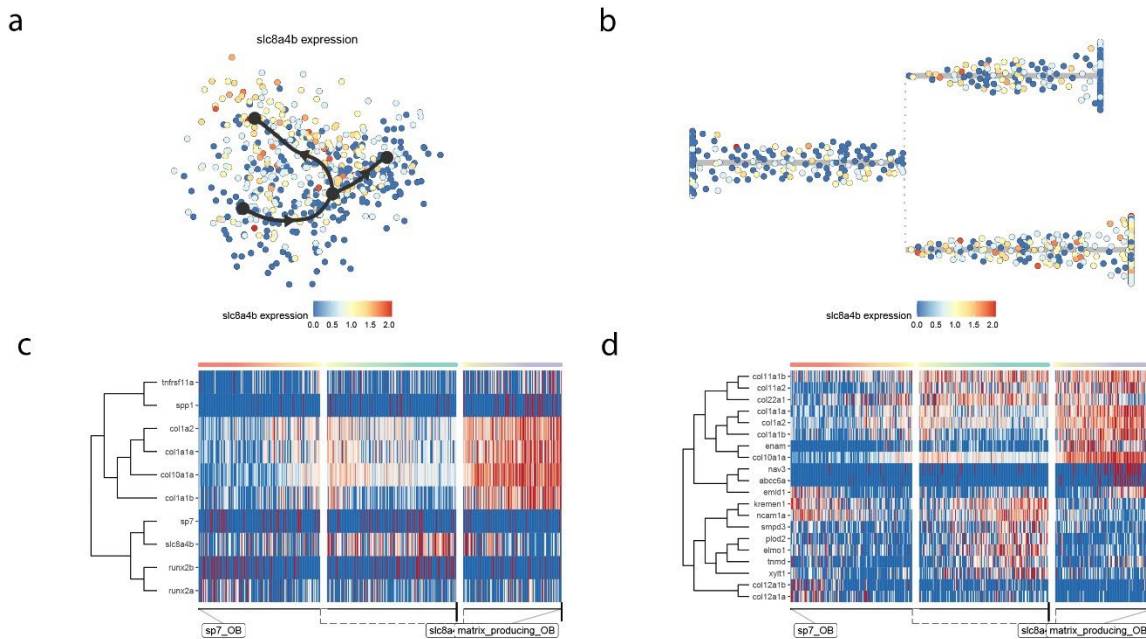 a
slc8a4b expression
slc8a4b expression
0.0 0.5 1.0 1.5 2.0
b
slc8a4b expression
0.0 0.5 1.0 1.5 2.0
c
tnfrsf11a
spp1
col1a2
col1a1a
col10a1a
col1a1b
sp7
slc8a4b
runx2b
runx2a
sp7_OB
slc8a4
matrix_producing_OB
d
col11a1b
col11a2
col22a1
col1a1a
col1a2
col1a1b
enam
col10a1a
nav3
abcc6a
emid1
kremen1
ncam1a
smpd3
plod2
elmo1
tnmd
xylt1
col12a1b
col12a1a
sp7_OB
slc8a4
matrix_producing_OB